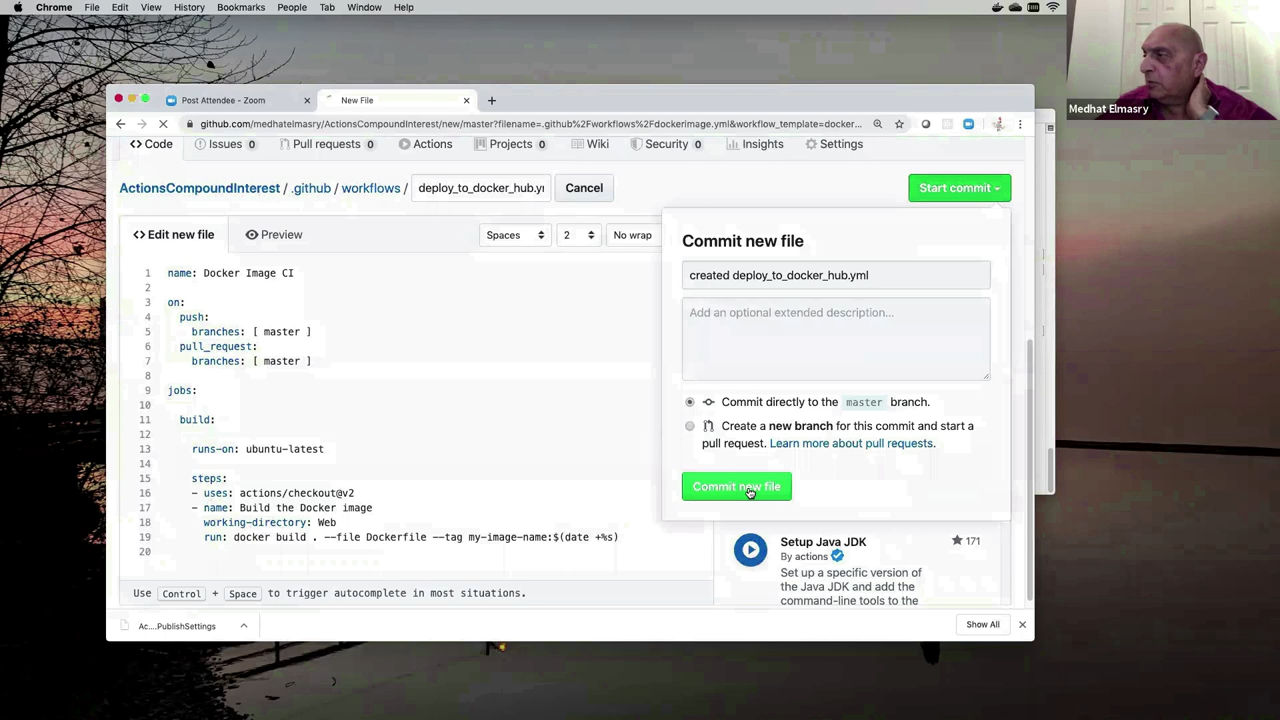 Chrome File Edit View History Bookmarks People Tab Window Help
Medhat Elmasry
Post Attendee - Zoom
New File
github.com/medhatelmasry/ActionsCompoundInterest/new/master?filename=.github%2Fworkflows%2Fdockerimage.yml&workflow_template=docker...
Code Issues 0 Pull requests 0 Actions Projects 0 Wiki Security 0 Insights Settings
ActionsCompoundInterest / .github / workflows / deploy_to_docker_hub.y Cancel Start commit
Edit new file Preview Spaces 2 No wrap
Commit new file
created deploy_to_docker_hub.yml
Add an optional extended description...
Commit directly to the master branch.
Create a new branch for this commit and start a
pull request. Learn more about pull requests.
Commit new file
1 name: Docker Image CI
2
3 on:
4 push:
5 branches: [ master ]
6 pull_request:
7 branches: [ master ]
8
9 jobs:
10
11 build:
12
13 runs-on: ubuntu-latest
14
15 steps:
16 - uses: actions/checkout@v2
17 - name: Build the Docker image
18 working-directory: Web
19 run: docker build . --file Dockerfile --tag my-image-name:$(date +%s)
20
Setup Java JDK 171
By actions
Set up a specific version of
the Java JDK and add the
command-line tools to the
Use Control + Space to trigger autocomplete in most situations.
Ac....PublishSettings
Show All